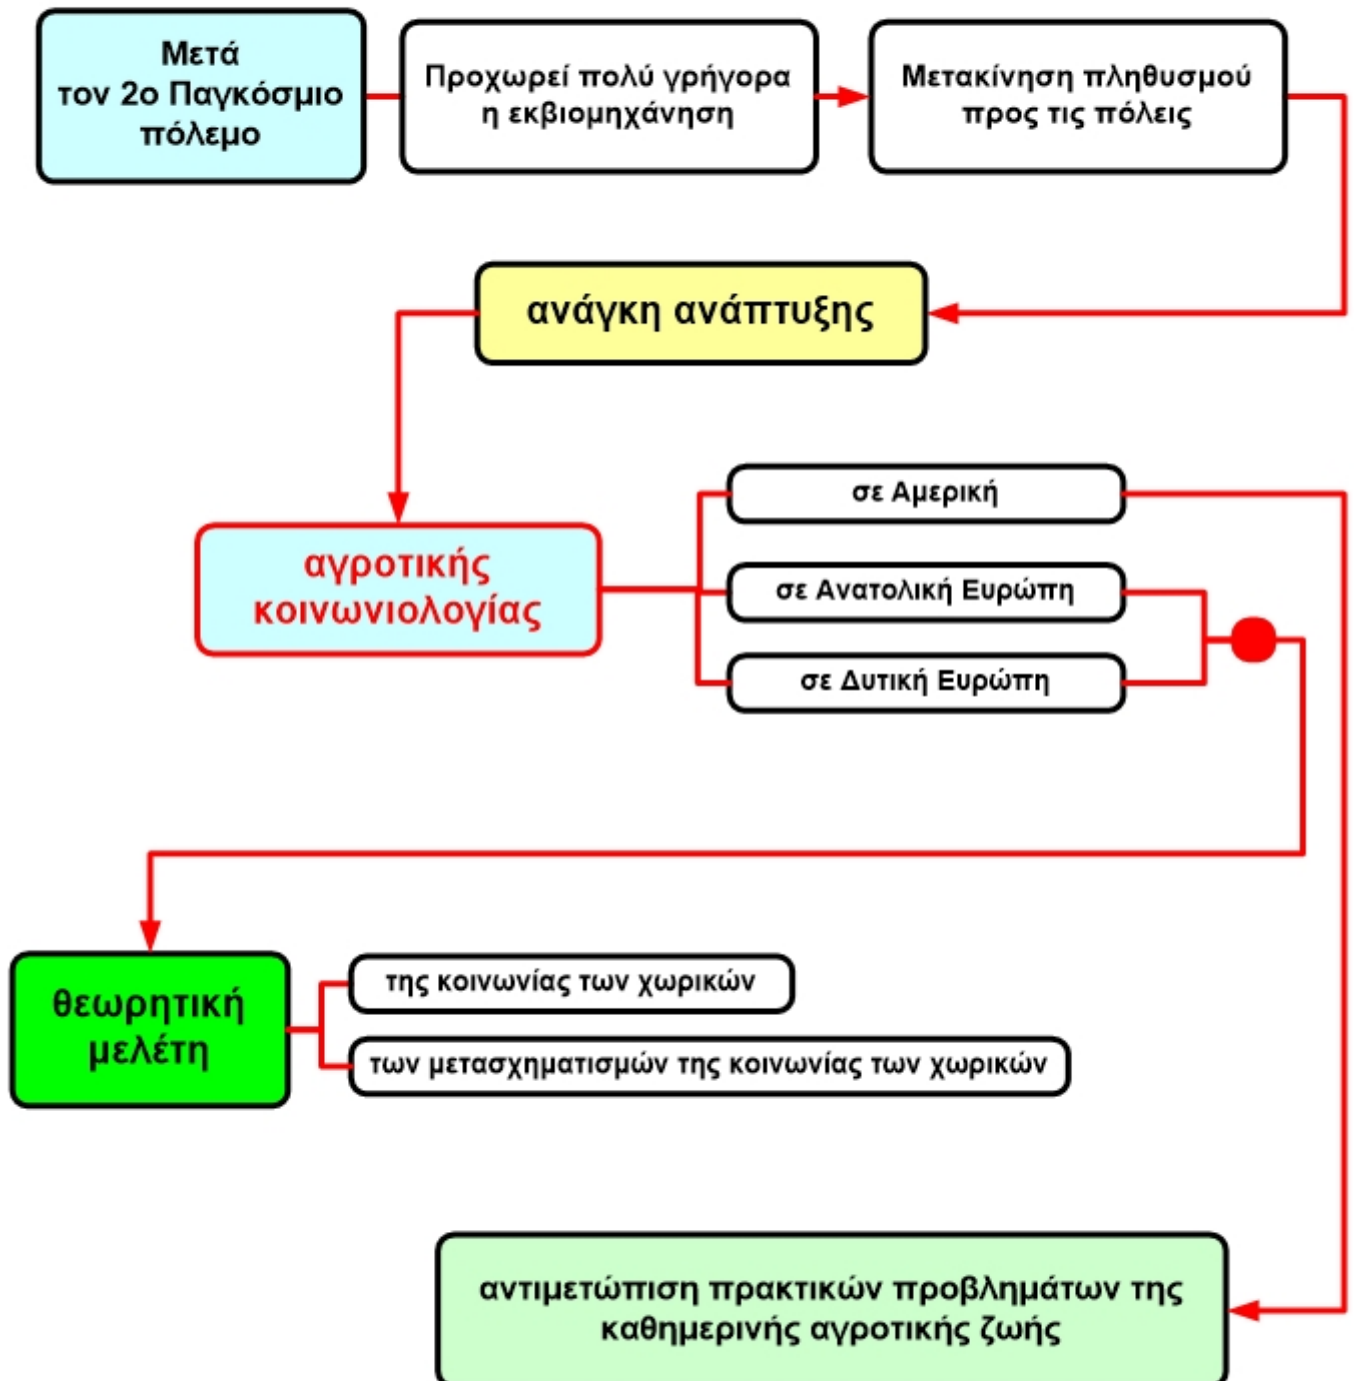 Μετά
τον 2ο Παγκόσμιο
πόλεμο
Προχωρεί πολύ γρήγορα
η εκβιομηχάνηση
Μετακίνηση πληθυσμού
προς τις πόλεις
ανάγκη ανάπτυξης
αγροτικής
κοινωνιολογίας
σε Αμερική
σε Ανατολική Ευρώπη
σε Δυτική Ευρώπη
θεωρητική
μελέτη
της κοινωνίας των χωρικών
των μετασχηματισμών της κοινωνίας των χωρικών
αντιμετώπιση πρακτικών προβλημάτων της
καθημερινής αγροτικής ζωής